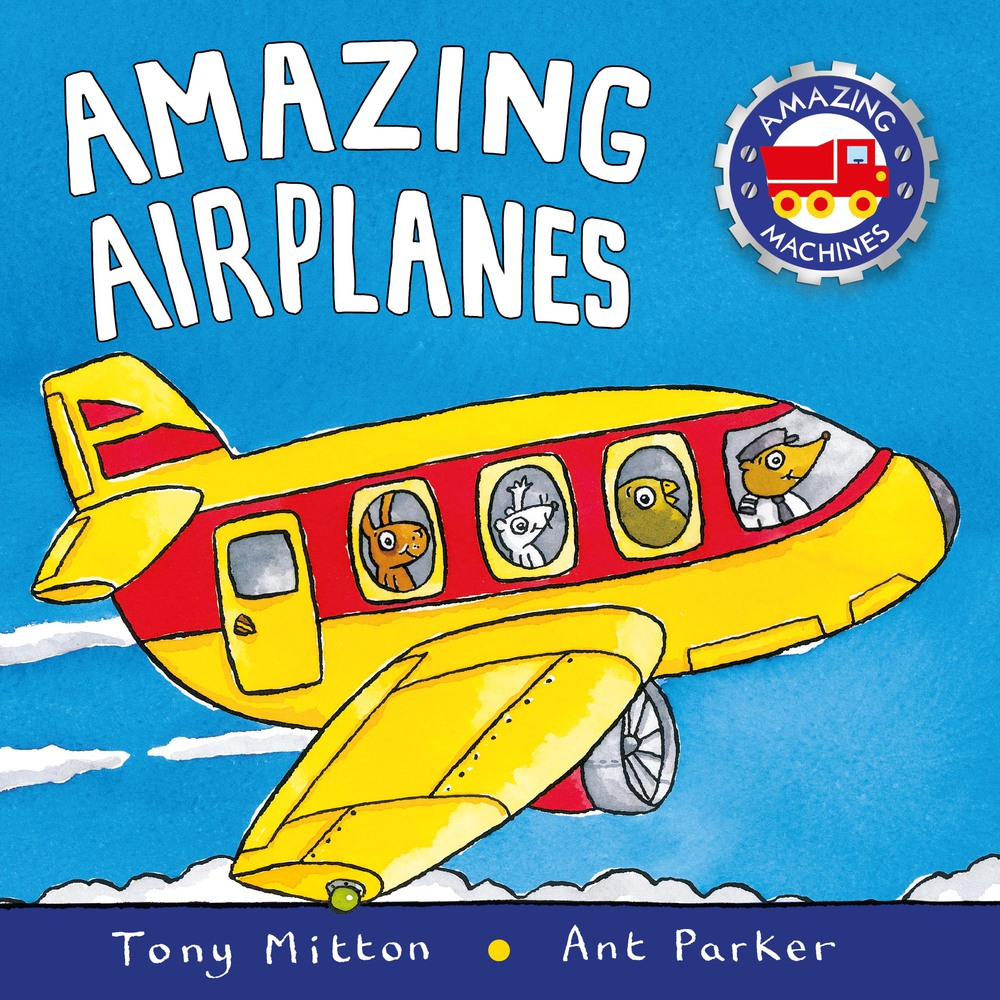 AMAZING
AIRPLANES
AMAZING
MACHINES
Tony Mitton • Ant Parker